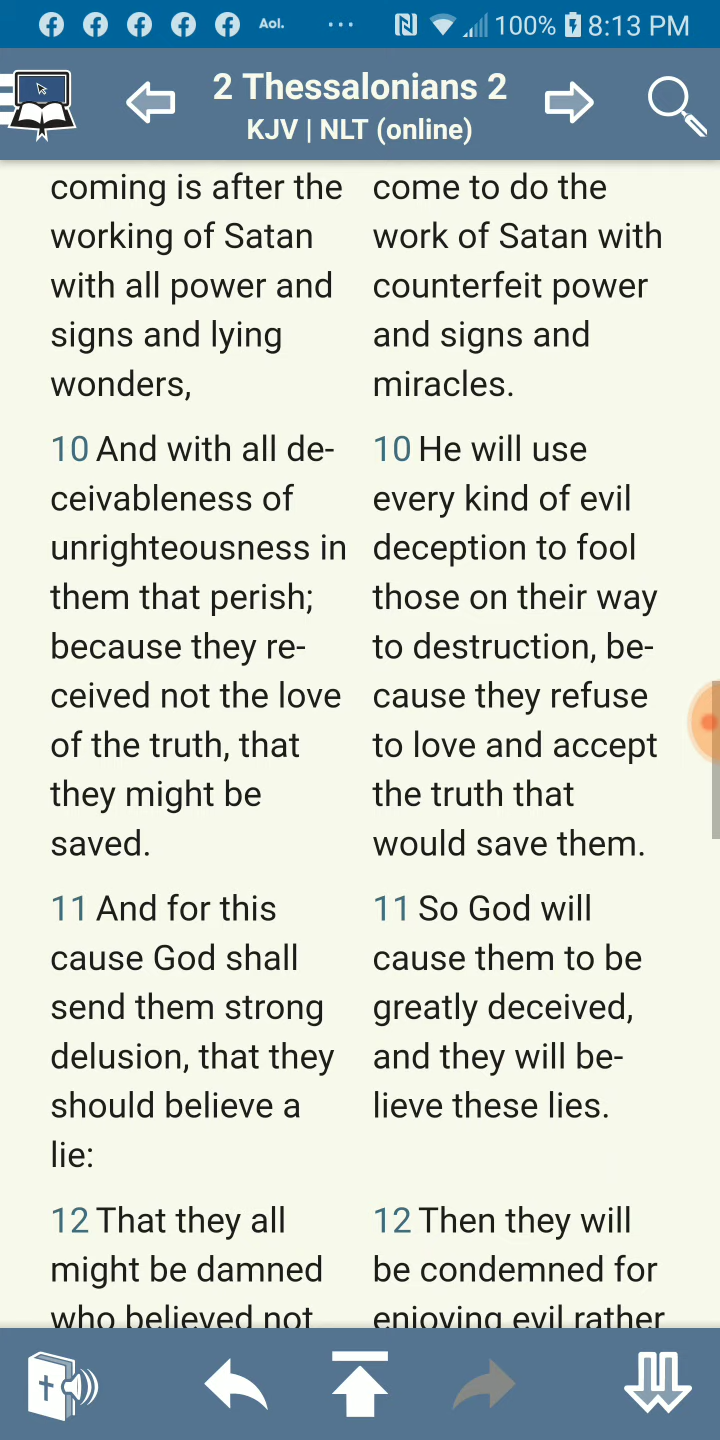 Aol. ... 100% 8:13 PM
2 Thessalonians 2
KJV | NLT (online)
coming is after the
working of Satan
with all power and
signs and lying
wonders,
10 And with all de-
ceivableness of
unrighteousness in
them that perish;
because they re-
ceived not the love
of the truth, that
they might be
saved.
11 And for this
cause God shall
send them strong
delusion, that they
should believe a
lie:
12 That they all
might be damned
who believed not
come to do the
work of Satan with
counterfeit power
and signs and
miracles.
10 He will use
every kind of evil
deception to fool
those on their way
to destruction, be-
cause they refuse
to love and accept
the truth that
would save them.
11 So God will
cause them to be
greatly deceived,
and they will be-
lieve these lies.
12 Then they will
be condemned for
enjoying evil rather